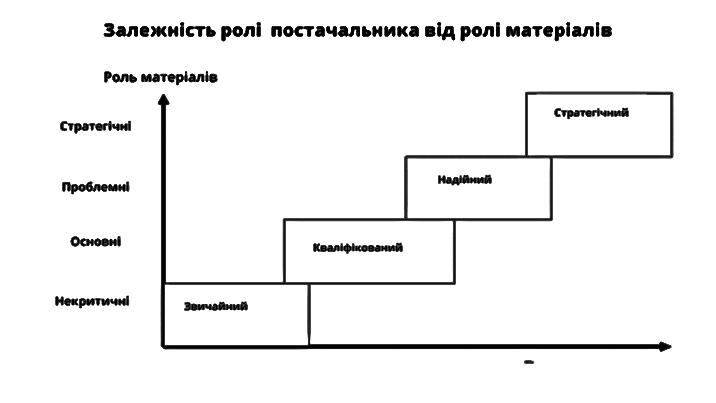 Залежність ролі постачальника від ролі матеріалів
Роль матеріалів
Стратегічні
Стратегічний
Проблемні
Надійний
Основні
Кваліфікований
Некритичні
Звичайний